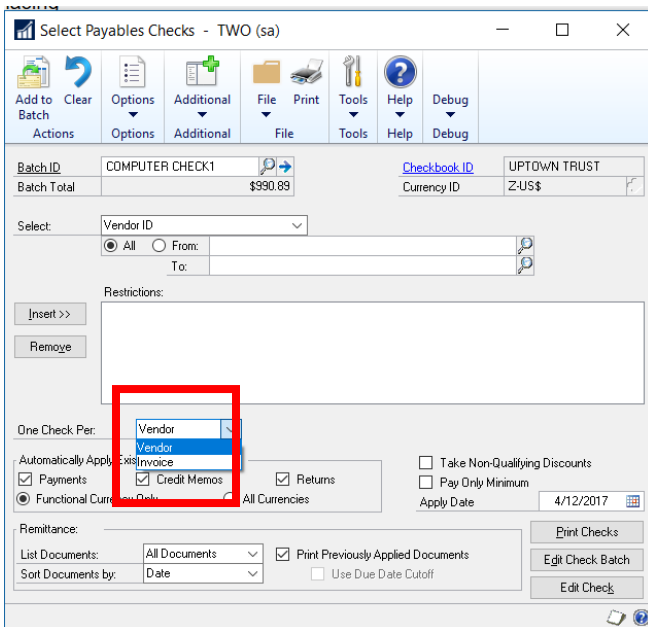 Select Payables Checks - TWO (sa)
Add to Batch Clear Options Additional File Print Tools Help Debug
Actions Options Additional File Tools Help Debug
Batch ID COMPUTER CHECK1 Checkbook ID UPTOWN TRUST
Batch Total $990.89 Currency ID Z-US$
Select: Vendor ID
All From:
To:
Restrictions:
Insert >>
Remove
One Check Per: Vendor
Vendor
Invoice
Automatically Apply Exis
Take Non-Qualifying Discounts
Payments Credit Memos Returns Pay Only Minimum
Functional Currency Only All Currencies Apply Date 4/12/2017
Remittance: Print Checks
List Documents: All Documents Print Previously Applied Documents Edit Check Batch
Sort Documents by: Date Use Due Date Cutoff Edit Check